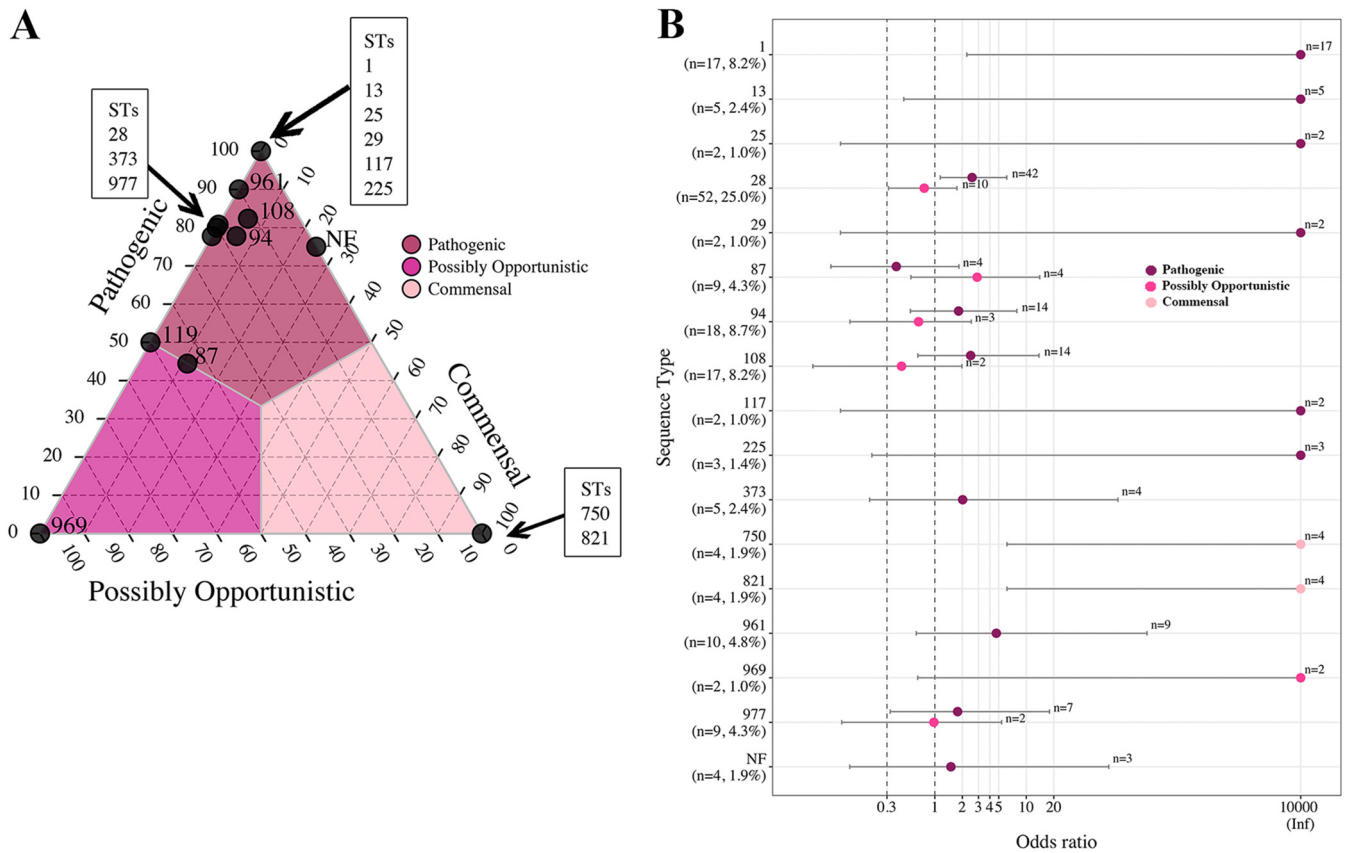 A
STs
1
13
25
29
117
225
STs
28
373
977
100
90
80
70
60
50
40
30
20
10
0
0
10
20
30
40
50
60
70
80
90
100
100
90
80
70
60
50
40
30
20
10
0
961
108
94
NF
119
87
969
Pathogenic
Commensal
Possibly Opportunistic
Pathogenic
Possibly Opportunistic
Commensal
STs
750
821
B
Sequence Type
1
(n=17, 8.2%)
n=17
13
(n=5, 2.4%)
n=5
25
(n=2, 1.0%)
n=2
28
(n=52, 25.0%)
n=42
n=10
29
(n=2, 1.0%)
n=2
87
(n=9, 4.3%)
n=4
n=4
94
(n=18, 8.7%)
n=14
n=3
108
(n=17, 8.2%)
n=14
n=2
117
(n=2, 1.0%)
n=2
225
(n=3, 1.4%)
n=3
373
(n=5, 2.4%)
n=4
750
(n=4, 1.9%)
n=4
821
(n=4, 1.9%)
n=4
961
(n=10, 4.8%)
n=9
969
(n=2, 1.0%)
n=2
977
(n=9, 4.3%)
n=7
n=2
NF
(n=4, 1.9%)
n=3
Pathogenic
Possibly Opportunistic
Commensal
0.3 1 2 3 4 5 10 20 10000
(Inf)
Odds ratio